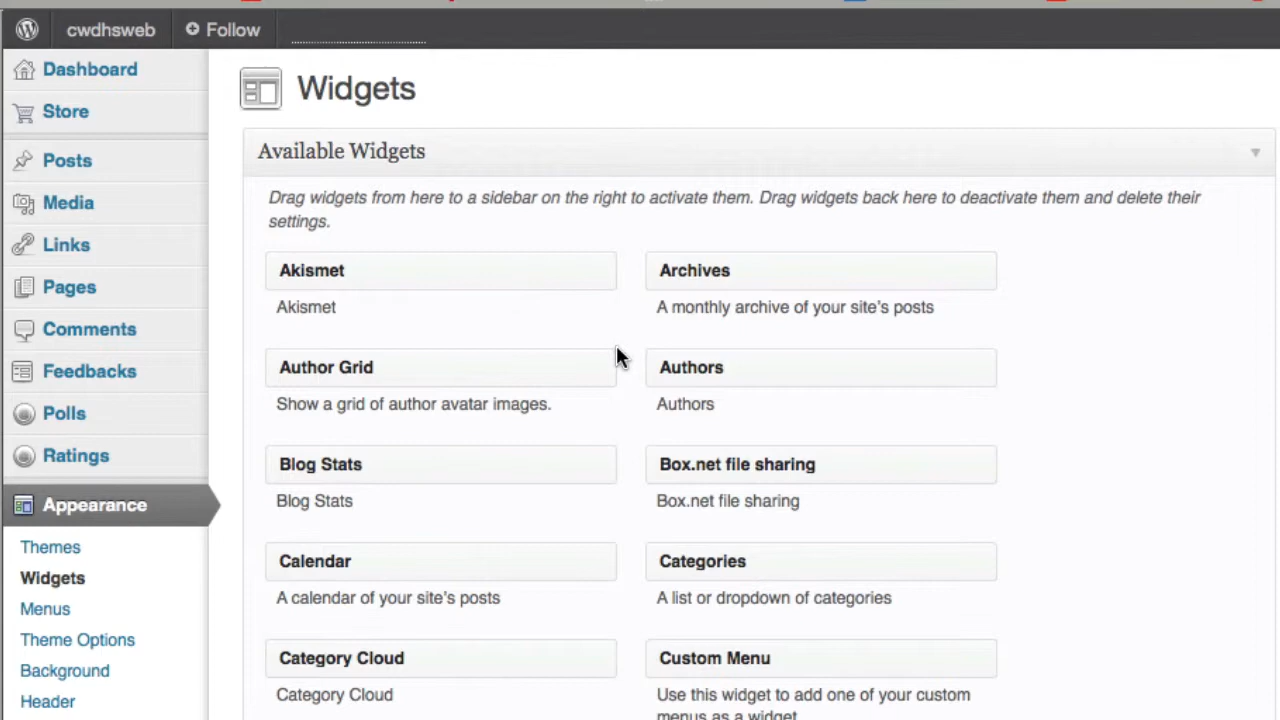 cwdhsweb Follow
Dashboard
Store
Posts
Media
Links
Pages
Comments
Feedbacks
Polls
Ratings
Appearance
Themes
Widgets
Menus
Theme Options
Background
Header
Widgets
Available Widgets
Drag widgets from here to a sidebar on the right to activate them. Drag widgets back here to deactivate them and delete their
settings.
Akismet
Akismet
Archives
A monthly archive of your site's posts
Author Grid
Show a grid of author avatar images.
Authors
Authors
Blog Stats
Blog Stats
Box.net file sharing
Box.net file sharing
Calendar
A calendar of your site's posts
Categories
A list or dropdown of categories
Category Cloud
Category Cloud
Custom Menu
Use this widget to add one of your custom
menus as a widget